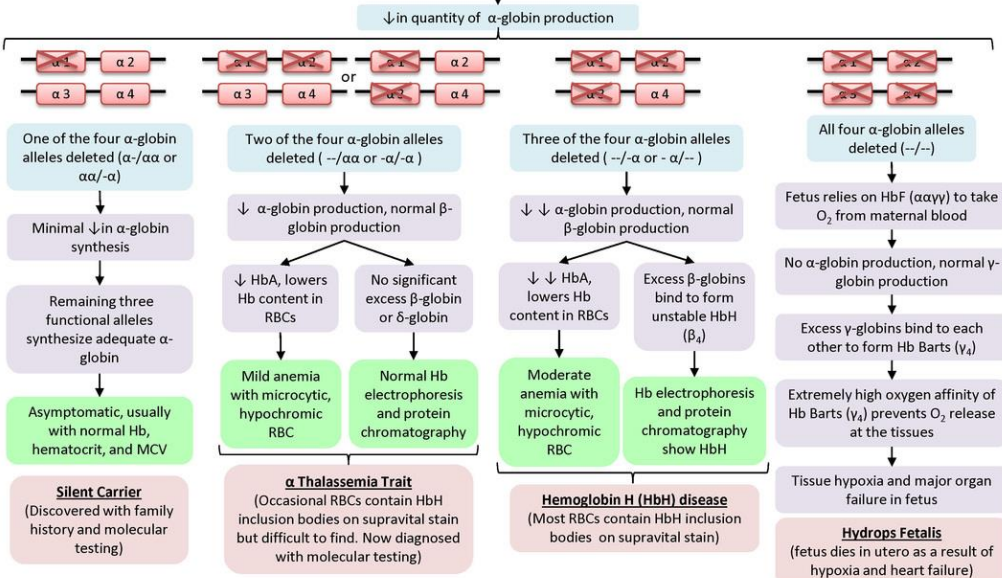 ↓in quantity of α-globin production
α 1 α 2
α 3 α 4
α 1 α 2
α 3 α 4
or
α 1 α 2
α 3 α 4
α 1 α 2
α 3 α 4
α 1 α 2
α 3 α 4
One of the four α-globin
alleles deleted (α-/αα or
αα/-α)
Minimal ↓in α-globin
synthesis
Remaining three
functional alleles
synthesize adequate α-
globin
Asymptomatic, usually
with normal Hb,
hematocrit, and MCV
Silent Carrier
(Discovered with family
history and molecular
testing)
Two of the four α-globin alleles
deleted ( --/αα or -α/-α )
↓ α-globin production, normal β-
globin production
↓ HbA, lowers
Hb content in
RBCs
No significant
excess β-globin
or δ-globin
Mild anemia
with microcytic,
hypochromic
RBC
Normal Hb
electrophoresis
and protein
chromatography
α Thalassemia Trait
(Occasional RBCs contain HbH
inclusion bodies on supravital stain
but difficult to find. Now diagnosed
with molecular testing)
Three of the four α-globin alleles
deleted ( --/-α or - α/-- )
↓ ↓ α-globin production, normal
β-globin production
↓ ↓ HbA,
lowers Hb
content in RBCs
Excess β-globins
bind to form
unstable HbH
(β₄)
Moderate
anemia with
microcytic,
hypochromic
RBC
Hb electrophoresis
and protein
chromatography
show HbH
Hemoglobin H (HbH) disease
(Most RBCs contain HbH inclusion
bodies on supravital stain)
All four α-globin alleles
deleted (--/--)
Fetus relies on HbF (ααγγ) to take
O₂ from maternal blood
No α-globin production, normal γ-
globin production
Excess γ-globins bind to each
other to form Hb Barts (γ₄)
Extremely high oxygen affinity of
Hb Barts (γ₄) prevents O₂ release
at the tissues
Tissue hypoxia and major organ
failure in fetus
Hydrops Fetalis
(fetus dies in utero as a result of
hypoxia and heart failure)